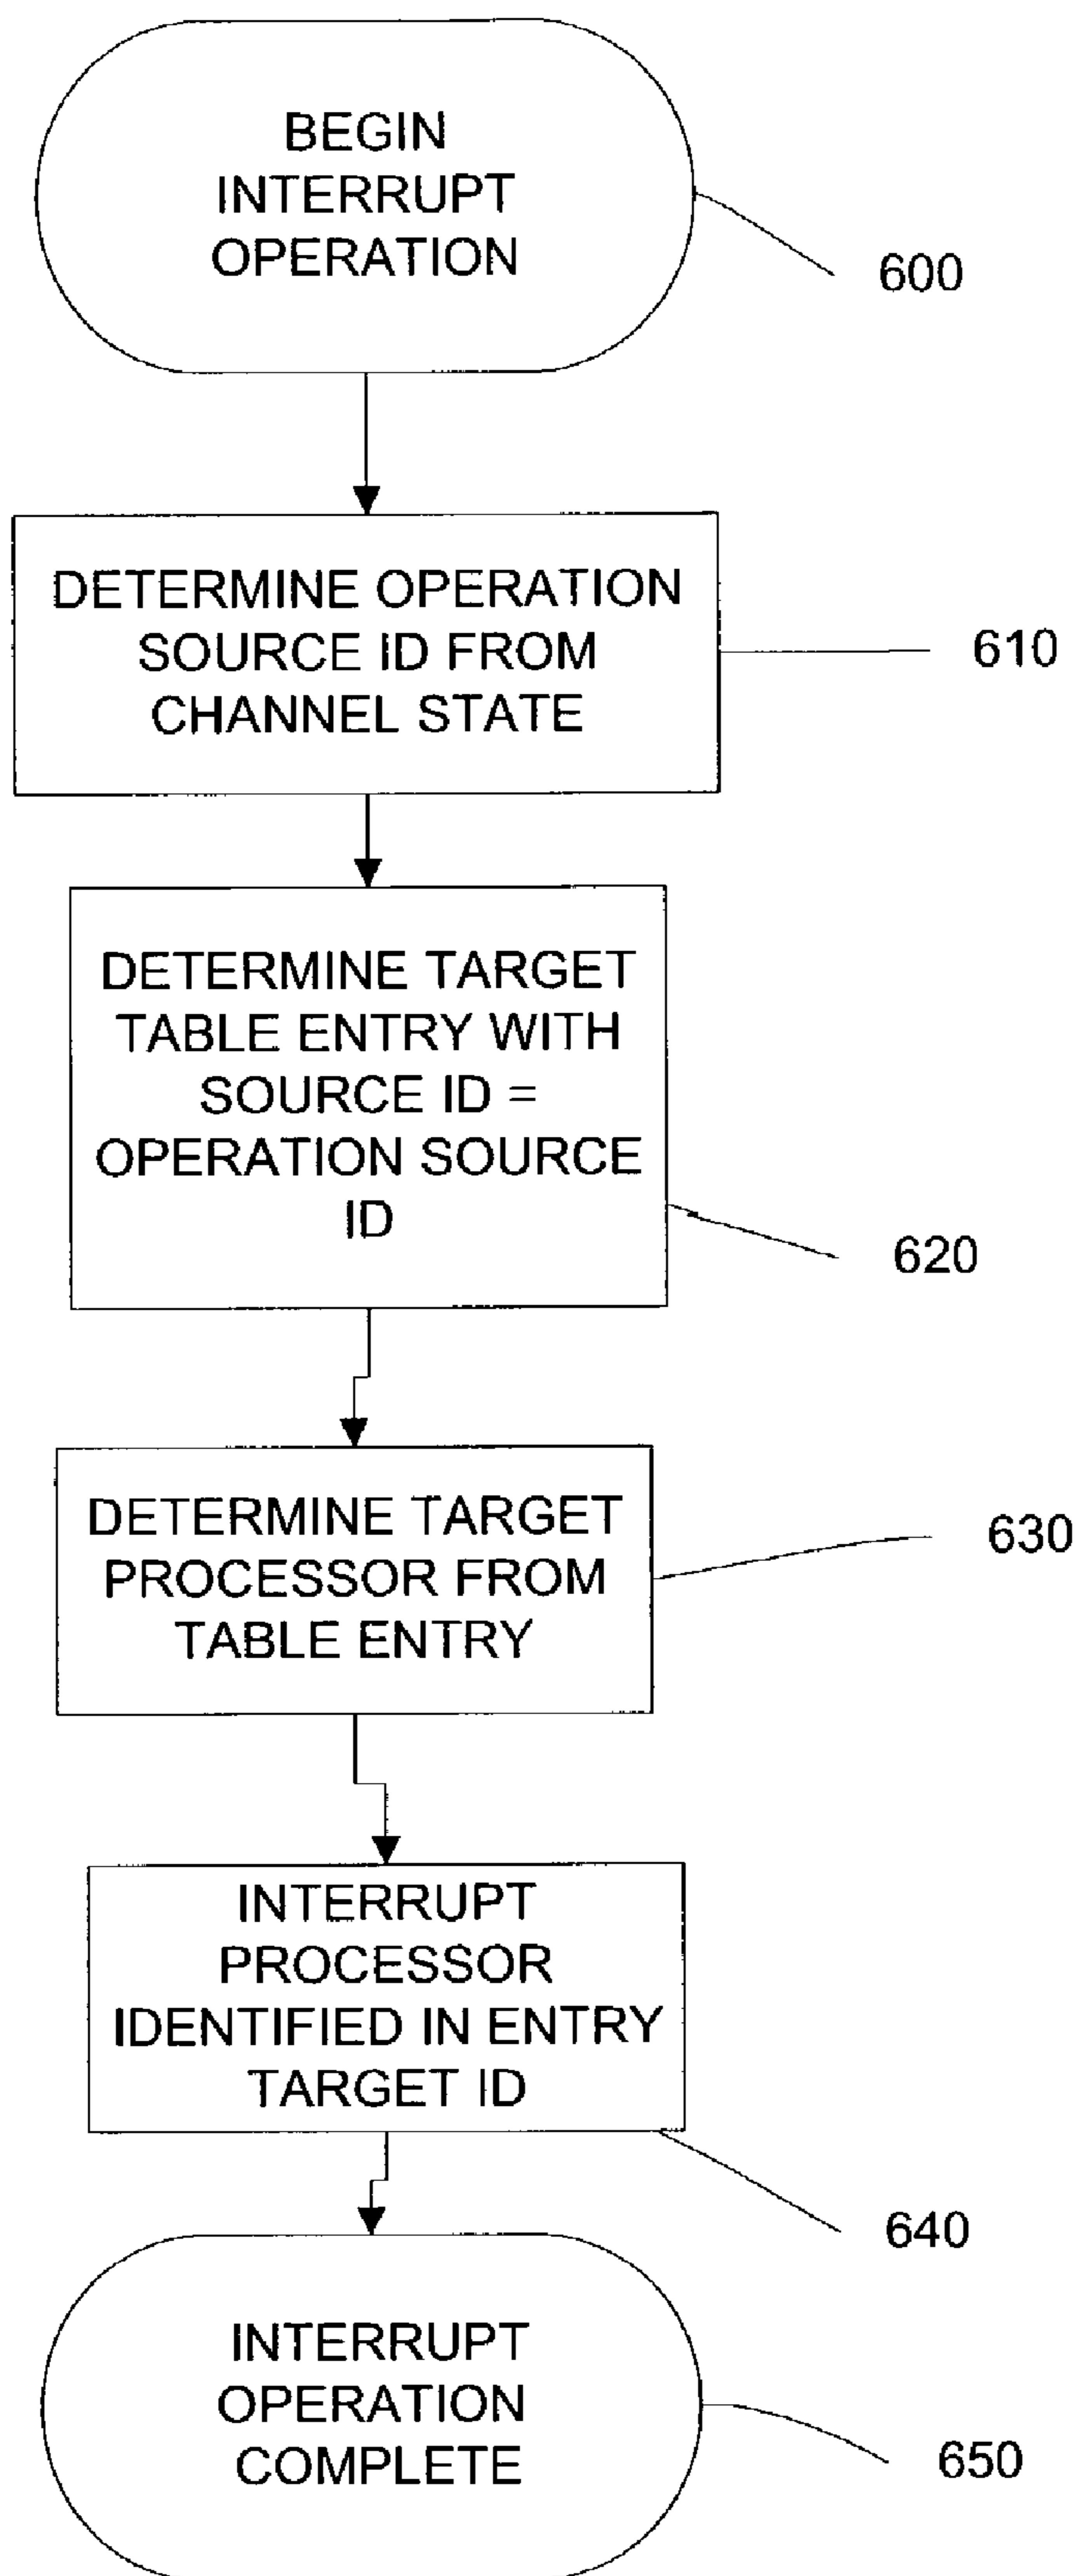 BEGIN
INTERRUPT
OPERATION
600
DETERMINE OPERATION
SOURCE ID FROM
CHANNEL STATE
610
DETERMINE TARGET
TABLE ENTRY WITH
SOURCE ID =
OPERATION SOURCE
ID
620
DETERMINE TARGET
PROCESSOR FROM
TABLE ENTRY
630
INTERRUPT
PROCESSOR
IDENTIFIED IN ENTRY
TARGET ID
640
INTERRUPT
OPERATION
COMPLETE
650